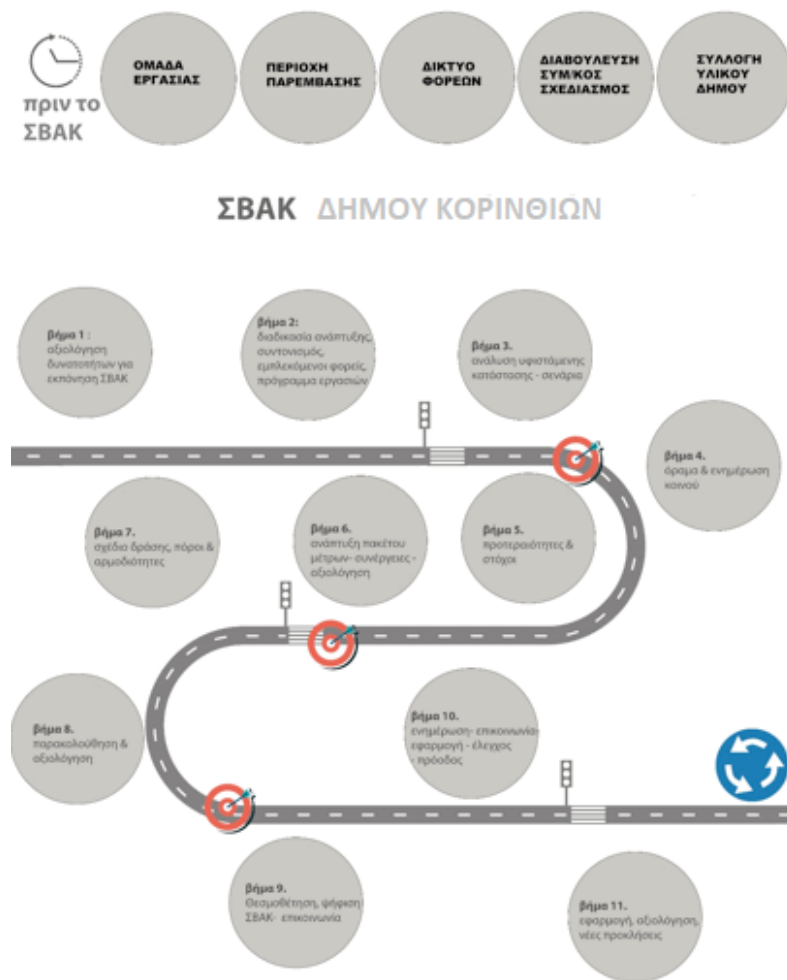 πριν το
ΣΒΑΚ
ΟΜΑΔΑ
ΕΡΓΑΣΙΑΣ
ΠΕΡΙΟΧΗ
ΠΑΡΕΜΒΑΣΗΣ
ΔΙΚΤΥΟ
ΦΟΡΕΩΝ
ΔΙΑΒΟΥΛΕΥΣΗ
ΣΥΜ/ΚΟΣ
ΣΧΕΔΙΑΣΜΟΣ
ΣΥΛΛΟΓΗ
ΥΛΙΚΟΥ
ΔΗΜΟΥ
ΣΒΑΚ ΔΗΜΟΥ ΚΟΡΙΝΘΙΩΝ
βήμα 1 :
αξιολόγηση
δυνατοτήτων για
εκπόνηση ΣΒΑΚ
βήμα 2:
διαδικασία ανάπτυξης,
συντονισμός,
εμπλεκόμενοι φορείς,
πρόγραμμα εργασιών
βήμα 3.
ανάλυση υφιστάμενης
κατάστασης - σενάρια
βήμα 4.
όραμα & ενημέρωση
κοινού
βήμα 5.
προτεραιότητες &
στόχοι
βήμα 6.
ανάπτυξη πακέτου
μέτρων- συνέργειες -
αξιολόγηση
βήμα 7.
σχέδιο δράσης, πόροι &
αρμοδιότητες
βήμα 8.
παρακολούθηση &
αξιολόγηση
βήμα 9.
Θεσμοθέτηση, ψήφιση
ΣΒΑΚ- επικοινωνία
βήμα 10.
ενημέρωση- επικοινωνία-
εφαρμογή - έλεγχος
- πρόοδος
βήμα 11.
εφαρμογή, αξιολόγηση,
νέες προκλήσεις